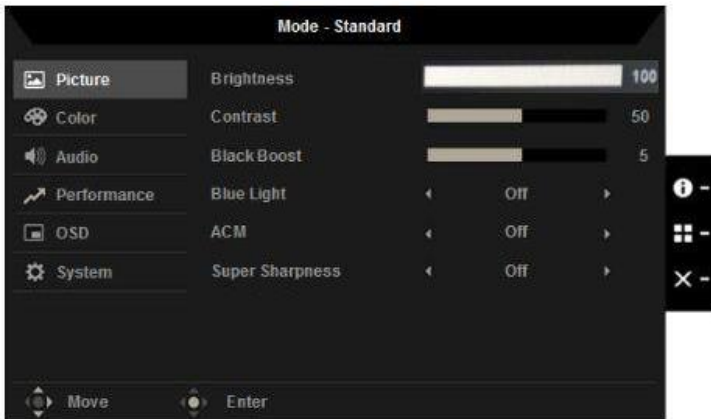 Mode - Standard
Picture
Color
Audio
Performance
OSD
System
Brightness 100
Contrast 50
Black Boost 5
Blue Light Off
ACM Off
Super Sharpness Off
Move Enter